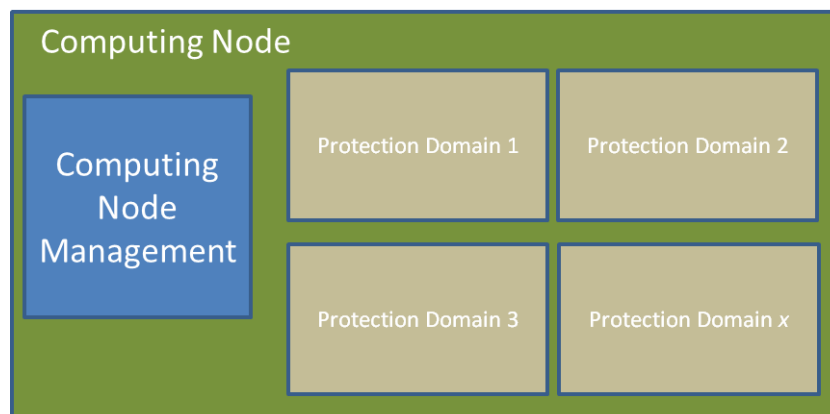 Computing Node
Computing
Node
Management
Protection Domain 1
Protection Domain 2
Protection Domain 3
Protection Domain x